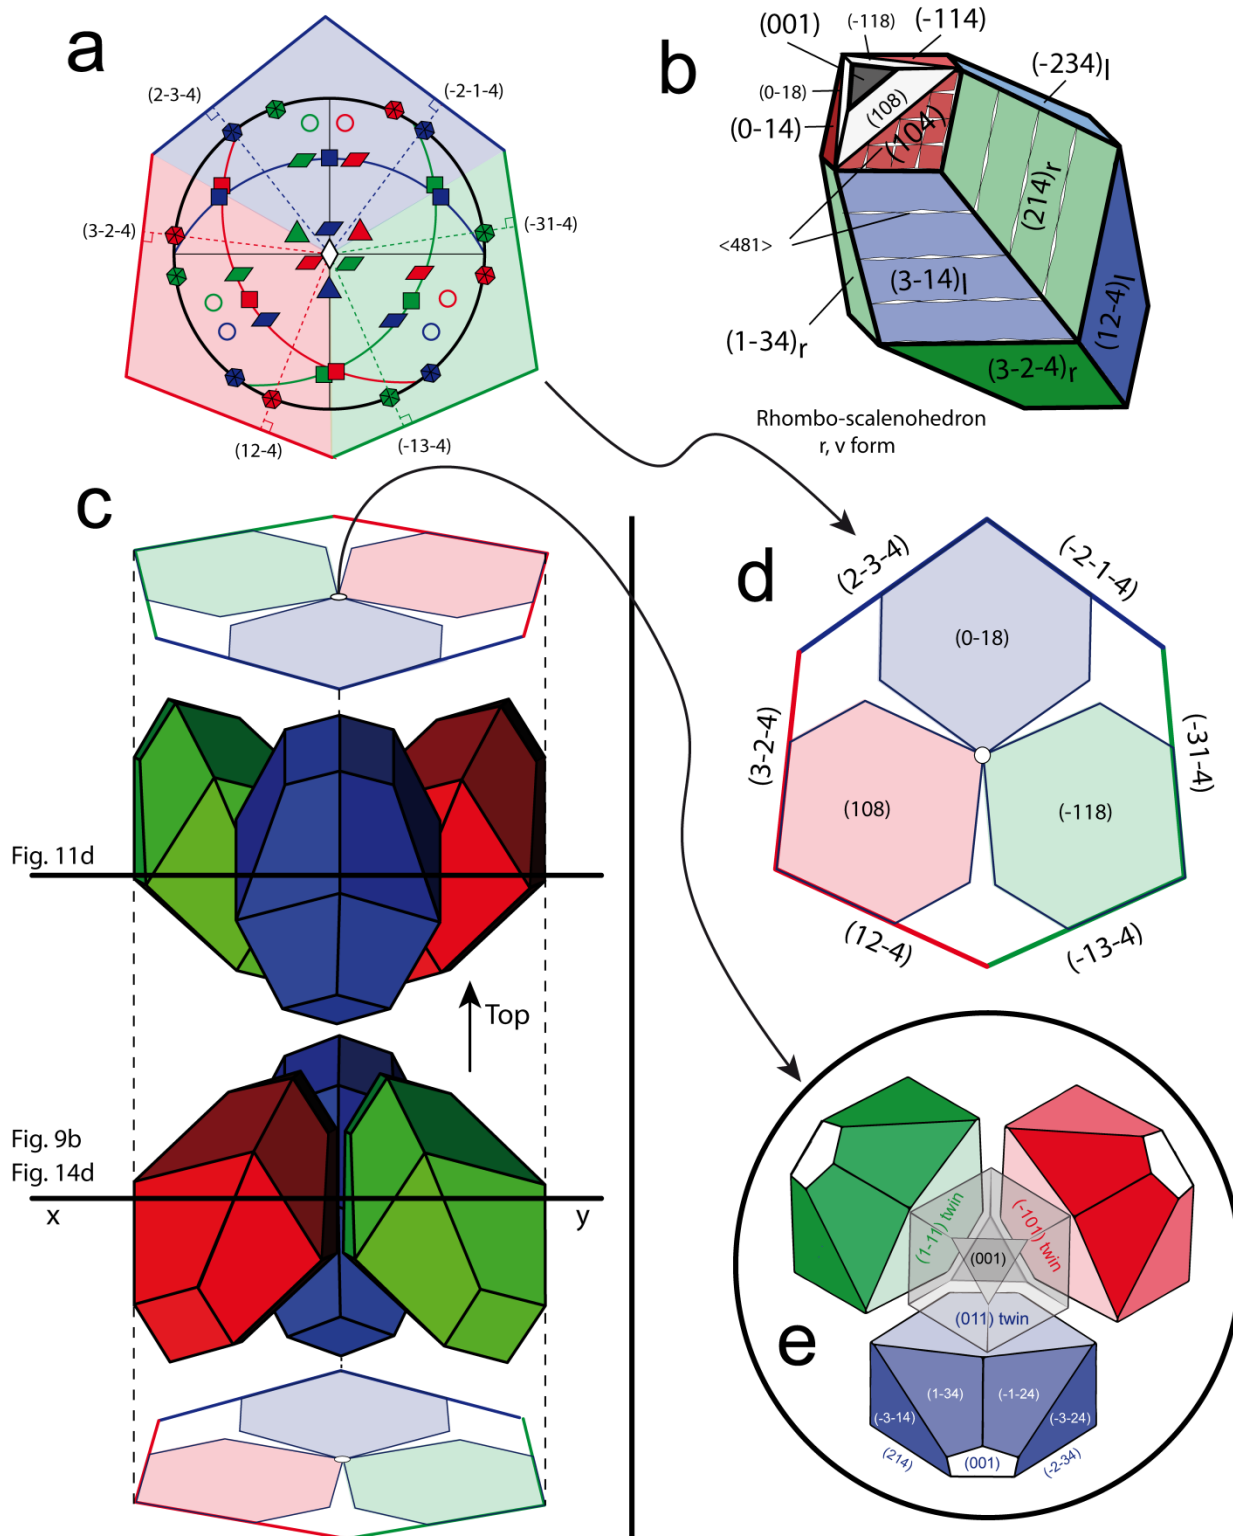 a
(2-3-4)
(-2-1-4)
(3-2-4)
(-31-4)
(12-4)
(-13-4)
b
(001)
(-118)
(-114)
(-234)l
(0-18)
(108)
(0-14)
(104)
(214)r
<481>
(3-14)l
(12-4)l
(1-34)r
(3-2-4)r
Rhombo-scalenohedron
r, v form
c
Fig. 11d
Top
Fig. 9b
Fig. 14d
x
y
d
(2-3-4)
(-2-1-4)
(0-18)
(3-2-4)
(-31-4)
(108)
(-118)
(12-4)
(-13-4)
e
(1-11) twin
(-101) twin
(001)
(011) twin
(1-34)
(-1-24)
(-3-14)
(-3-24)
(214)
(001)
(-2-34)